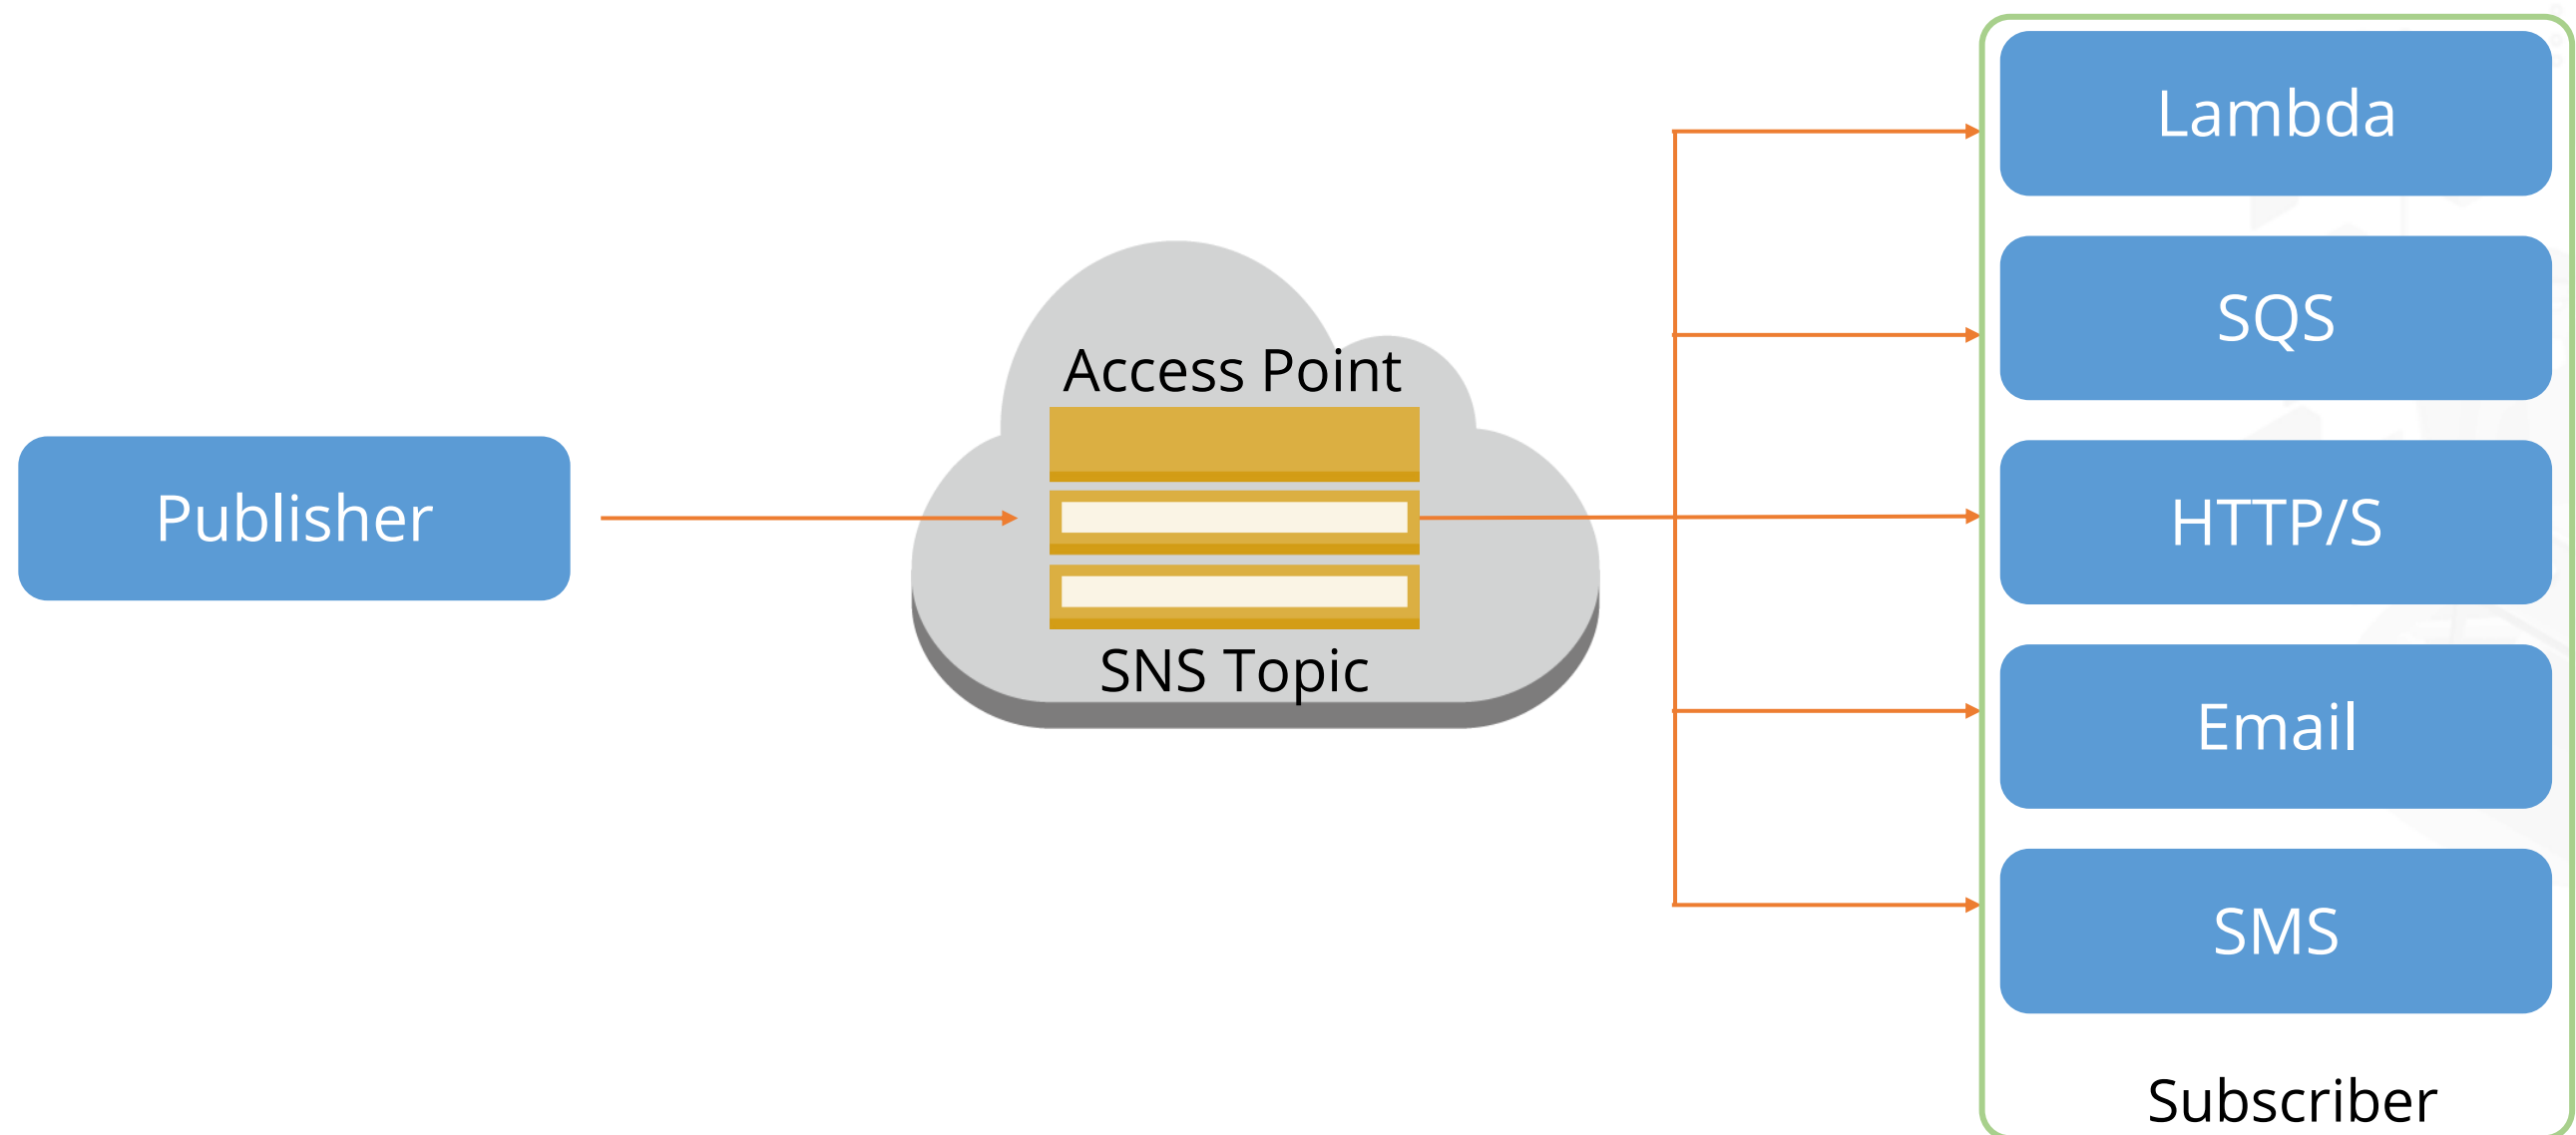 Publisher
Access Point
SNS Topic
Lambda
SQS
HTTP/S
Email
SMS
Subscriber